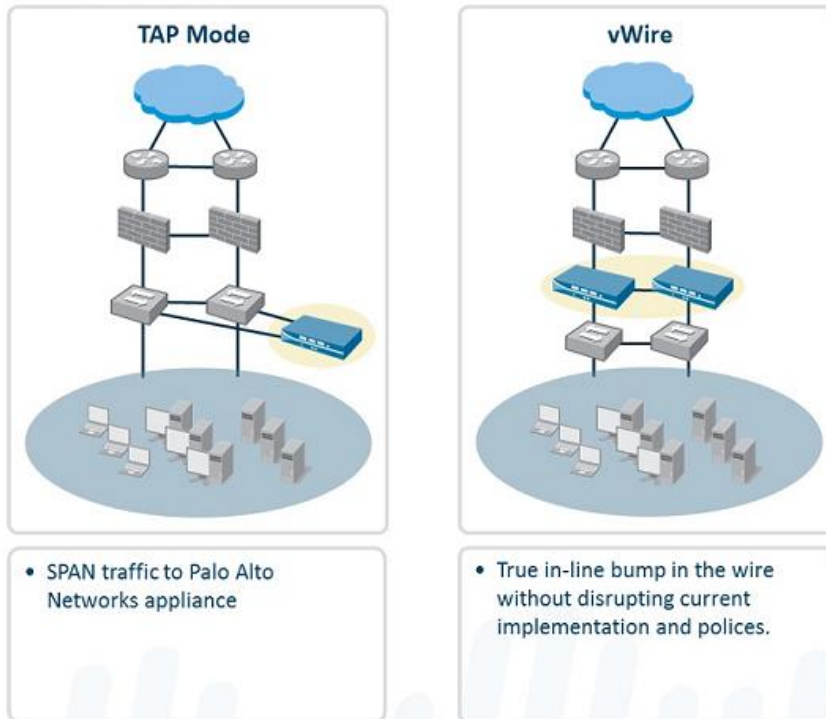 TAP Mode
vWire
• SPAN traffic to Palo Alto
Networks appliance
• True in-line bump in the wire
without disrupting current
implementation and polices.